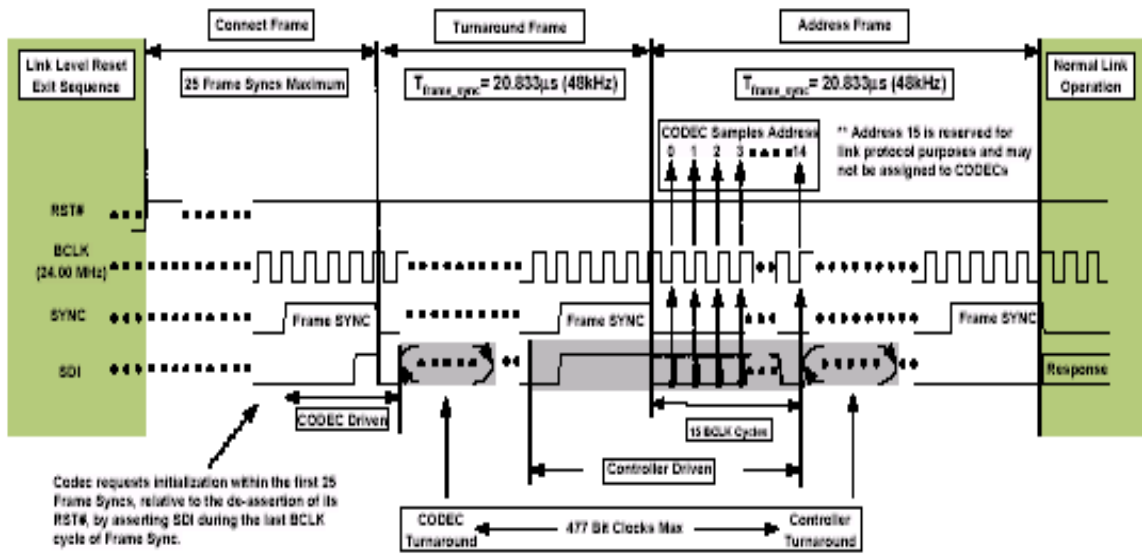 Connect Frame
Turnaround Frame
Address Frame
Link Level Reset
Exit Sequence
25 Frame Syncs Maximum
Tframe_sync= 20.833µs (48kHz)
Tframe_sync= 20.833µs (48kHz)
Normal Link
Operation
CODEC Samples Address
0 1 2 3 14
** Address 15 is reserved for
link protocol purposes and may
not be assigned to CODECs
RST#
BCLK
(24.00 MHz)
SYNC
Frame SYNC
Frame SYNC
Frame SYNC
SDI
Response
CODEC Driven
15 BCLK Cycles
Controller Driven
Codec requests initialization within the first 25
Frame Syncs, relative to the de-assertion of its
RST#, by asserting SDI during the last BCLK
cycle of Frame Sync.
CODEC
Turnaround
477 Bit Clocks Max
Controller
Turnaround